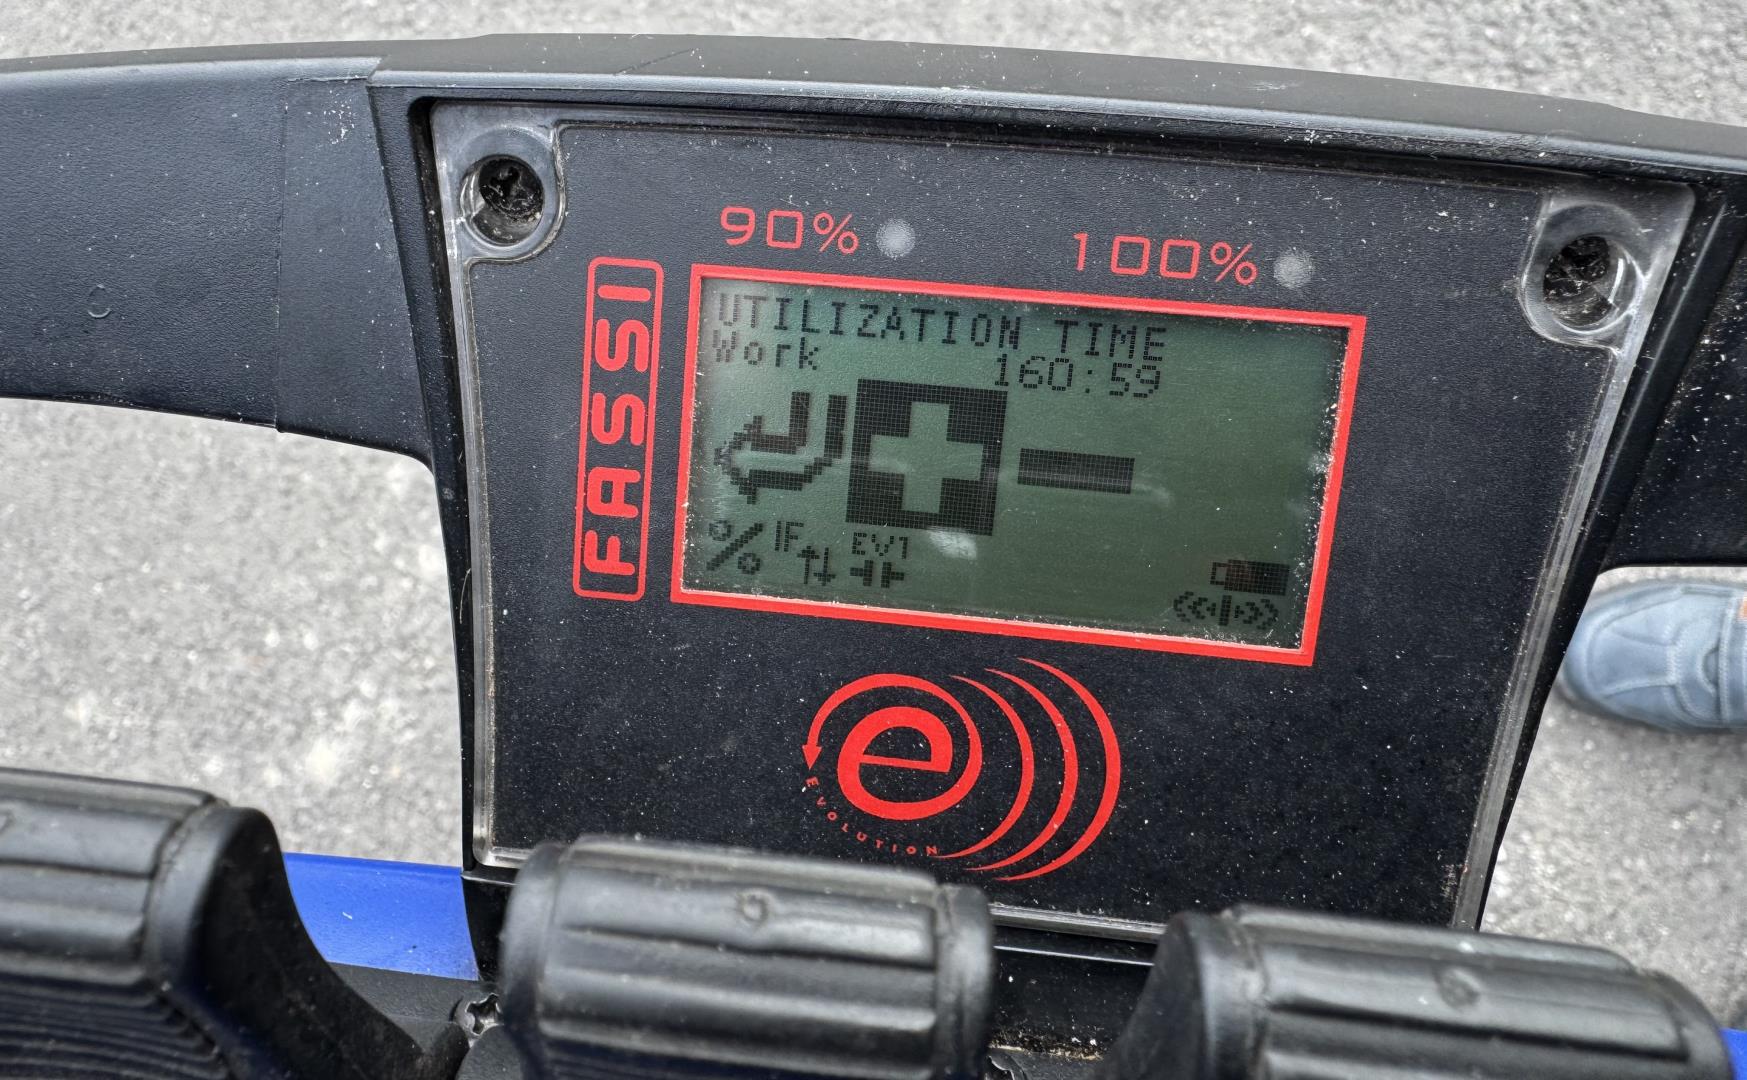 90%
100%
FASSI
UTILIZATION TIME
Work 160:59
% IF EV1
e
EVOLUTION